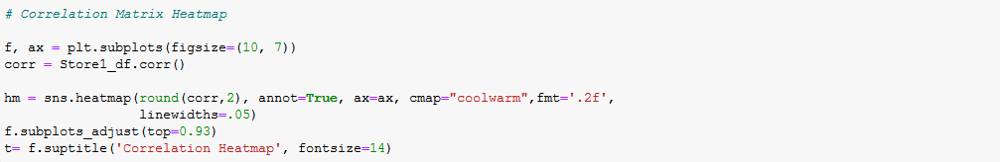 # Correlation Matrix Heatmap
f, ax = plt.subplots(figsize=(10, 7))
corr = Store1_df.corr()
hm = sns.heatmap(round(corr,2), annot=True, ax=ax, cmap="coolwarm",fmt='.2f',
linewidths=.05)
f.subplots_adjust(top=0.93)
t= f.suptitle('Correlation Heatmap', fontsize=14)